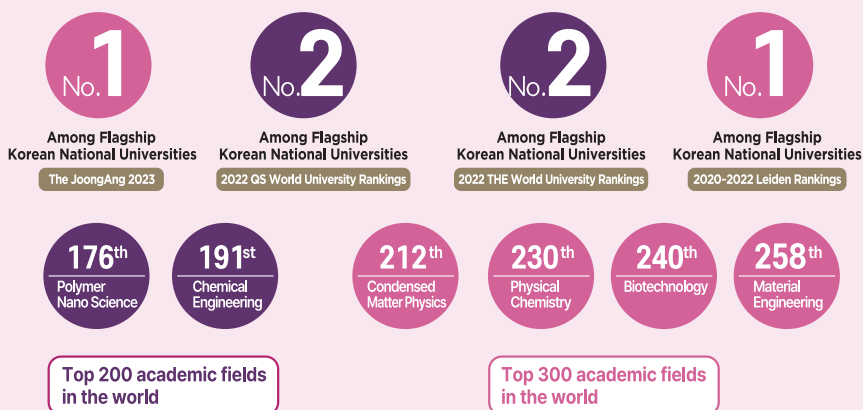 No.1
Among Flagship
Korean National Universities
The JoongAng 2023
No.2
Among Flagship
Korean National Universities
2022 QS World University Rankings
No.2
Among Flagship
Korean National Universities
2022 THE World University Rankings
No.1
Among Flagship
Korean National Universities
2020-2022 Leiden Rankings
176th
Polymer
Nano Science
191st
Chemical
Engineering
212th
Condensed
Matter Physics
230th
Physical
Chemistry
240th
Biotechnology
258th
Material
Engineering
Top 200 academic fields
in the world
Top 300 academic fields
in the world